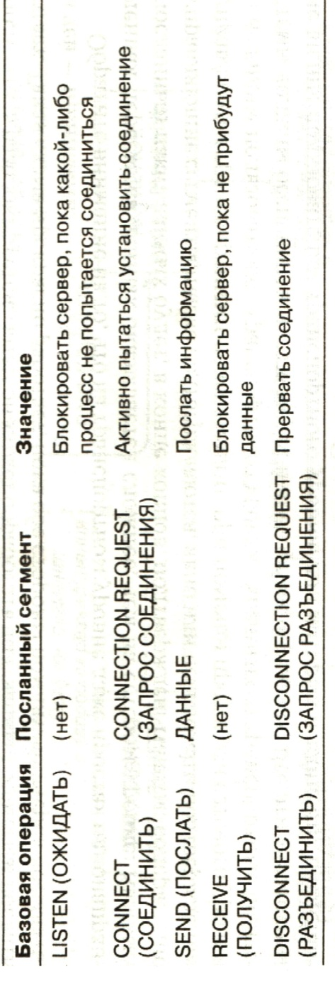 Базовая операция Посланный сегмент Значение
LISTEN (ОЖИДАТЬ) (нет) Блокировать сервер, пока какой-либо
процесс не попытается соединиться
CONNECT CONNECTION REQUEST Активно пытаться установить соединение
(СОЕДИНИТЬ) (ЗАПРОС СОЕДИНЕНИЯ)
SEND (ПОСЛАТЬ) ДАННЫЕ Послать информацию
RECEIVE (нет) Блокировать сервер, пока не прибудут
(ПОЛУЧИТЬ) данные
DISCONNECT DISCONNECTION REQUEST Прервать соединение
(РАЗЪЕДИНИТЬ) (ЗАПРОС РАЗЪЕДИНЕНИЯ)